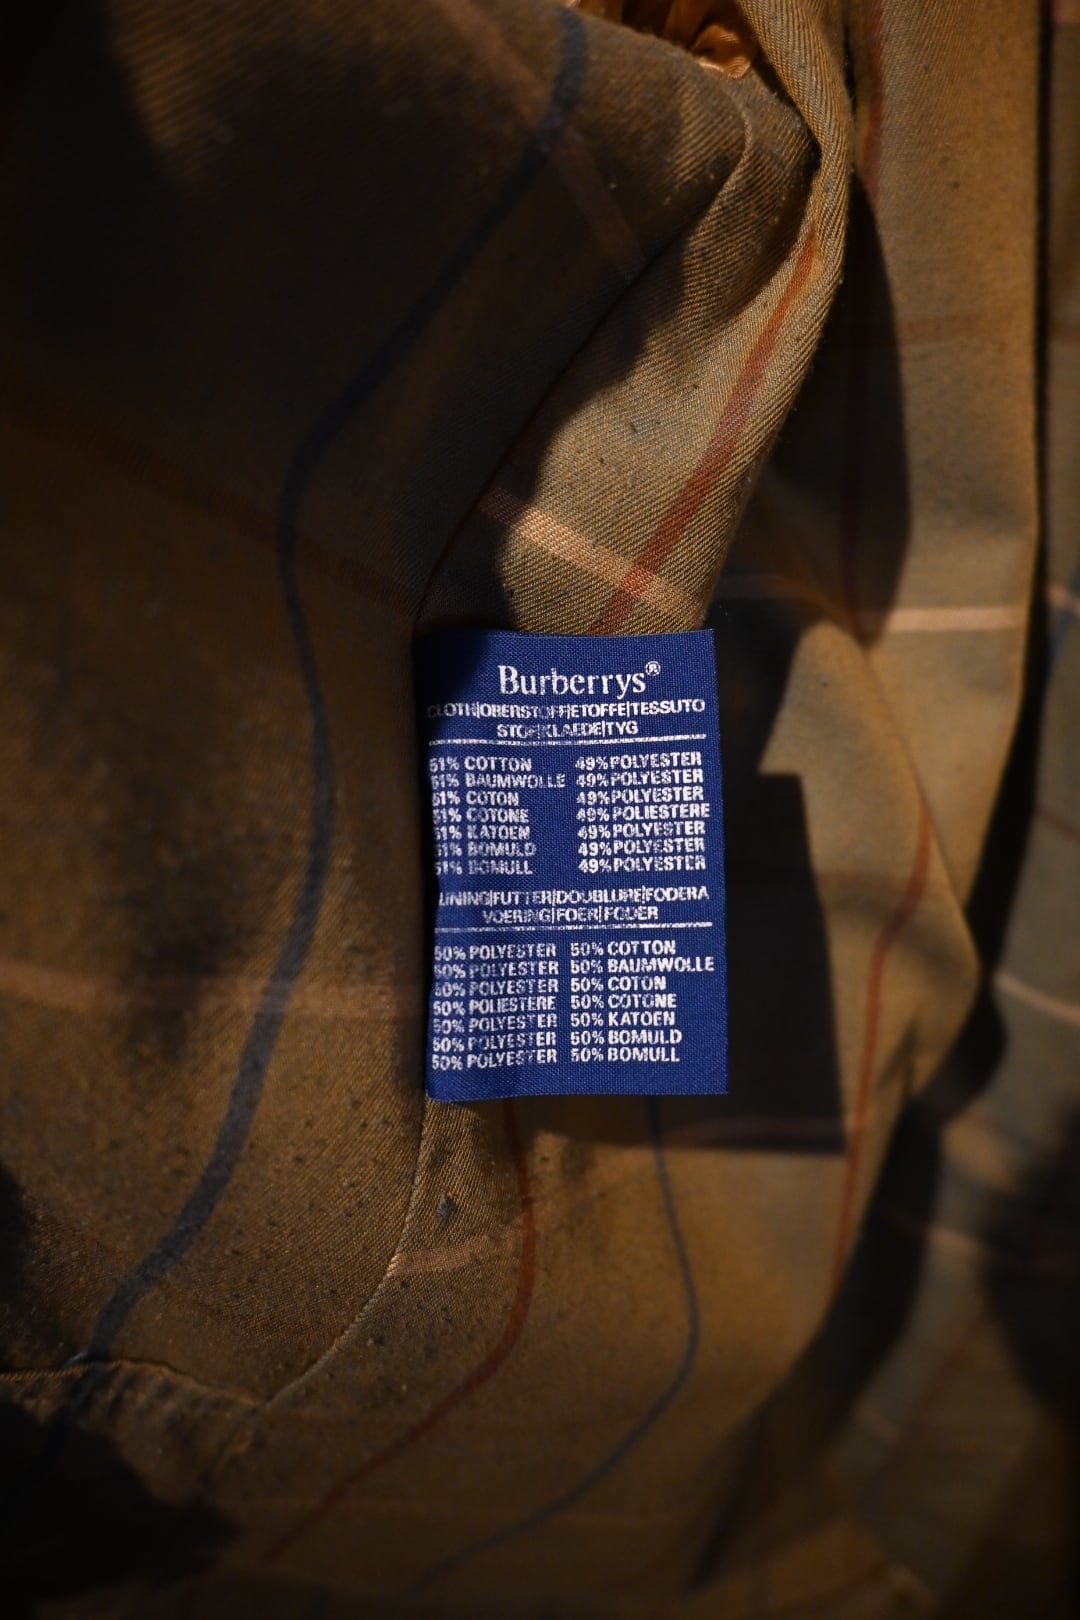 Burberrys®
CLOTH|OBERSTOFF|ETOFFE|TESSUTO
STOF|KLAEDE|TYG
51% COTTON 49% POLYESTER
51% BAUMWOLLE 49% POLYESTER
51% COTON 49% POLYESTER
51% COTONE 49% POLIESTERE
51% KATOEN 49% POLYESTER
51% BOMULD 49% POLYESTER
51% BOMULL 49% POLYESTER
LINING|FUTTER|DOUBLURE|FODERA
VOERING|FOER|FODER
50% POLYESTER 50% COTTON
50% POLYESTER 50% BAUMWOLLE
50% POLYESTER 50% COTON
50% POLIESTERE 50% COTONE
50% POLYESTER 50% KATOEN
50% POLYESTER 50% BOMULD
50% POLYESTER 50% BOMULL